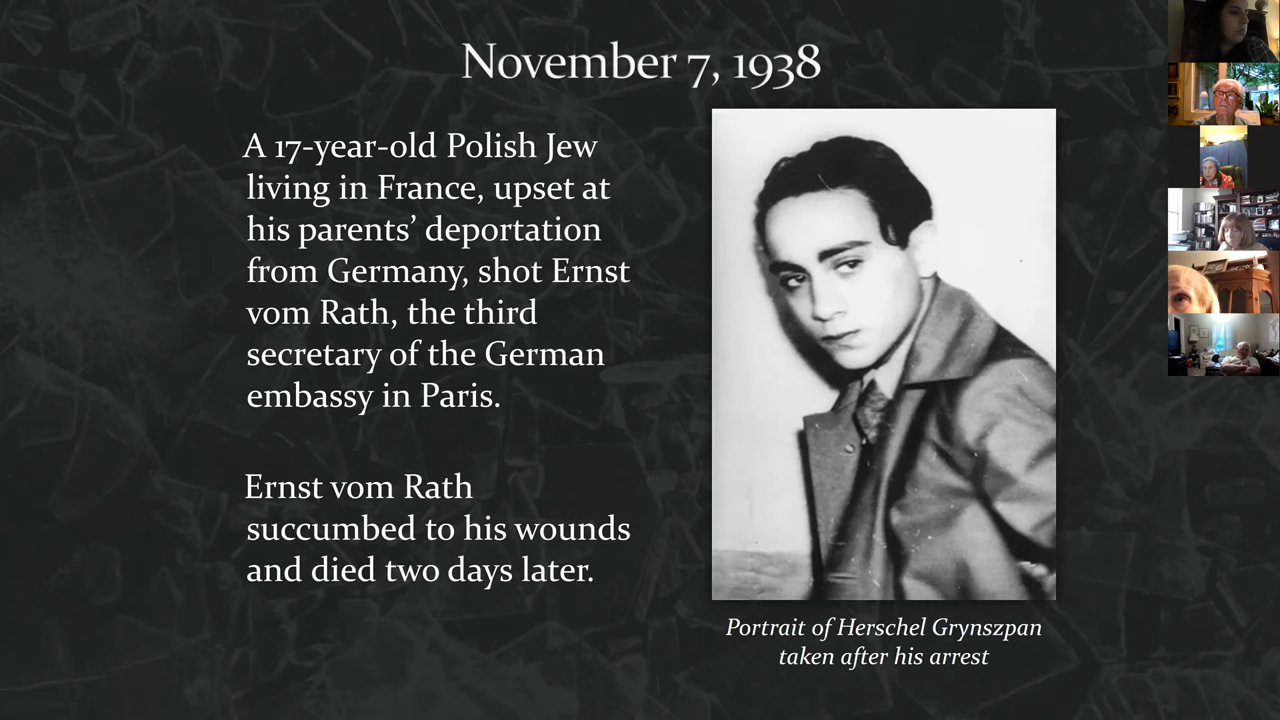 November 7, 1938
A 17-year-old Polish Jew
living in France, upset at
his parents’ deportation
from Germany, shot Ernst
vom Rath, the third
secretary of the German
embassy in Paris.
Ernst vom Rath
succumbed to his wounds
and died two days later.
Portrait of Herschel Grynszpan
taken after his arrest